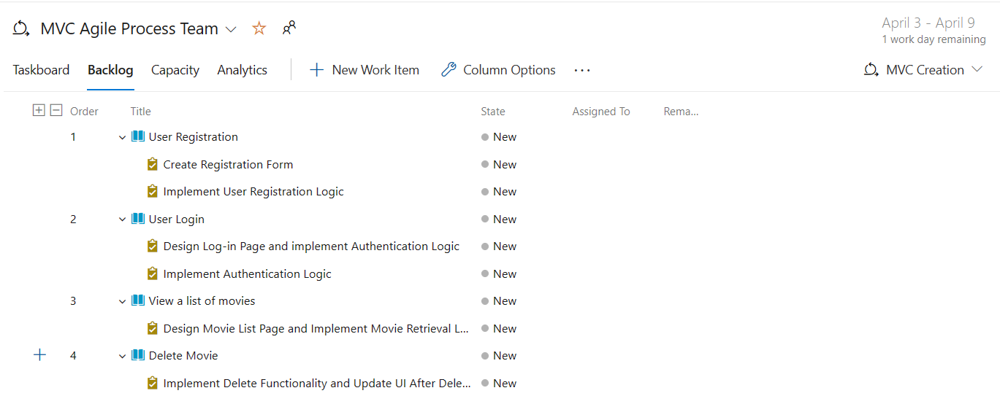 MVC Agile Process Team
April 3 - April 9
1 work day remaining
Taskboard Backlog Capacity Analytics New Work Item Column Options ... MVC Creation
Order Title State Assigned To Rema...
1 User Registration New
Create Registration Form New
Implement User Registration Logic New
2 User Login New
Design Log-in Page and implement Authentication Logic New
Implement Authentication Logic New
3 View a list of movies New
Design Movie List Page and Implement Movie Retrieval L... New
4 Delete Movie New
Implement Delete Functionality and Update UI After Dele... New